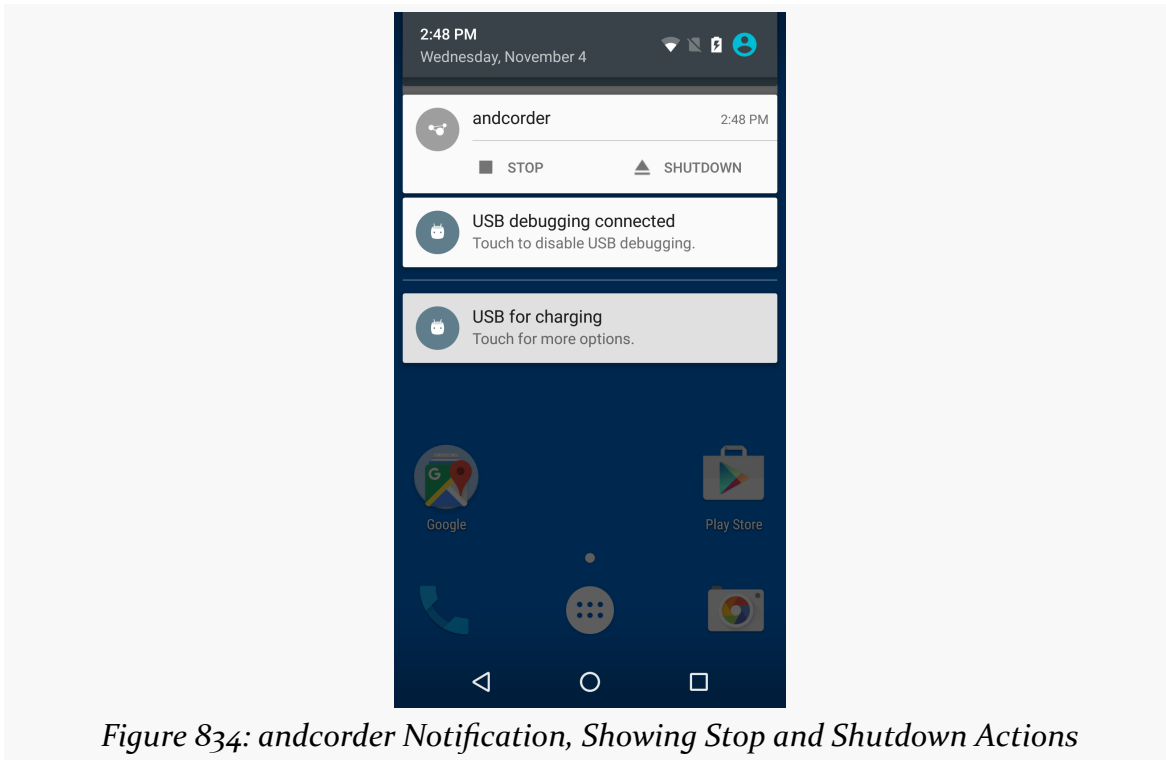 2:48 PM
Wednesday, November 4
andcorder 2:48 PM
STOP SHUTDOWN
USB debugging connected
Touch to disable USB debugging.
USB for charging
Touch for more options.
G
Google Play Store
Figure 834: andcorder Notification, Showing Stop and Shutdown Actions